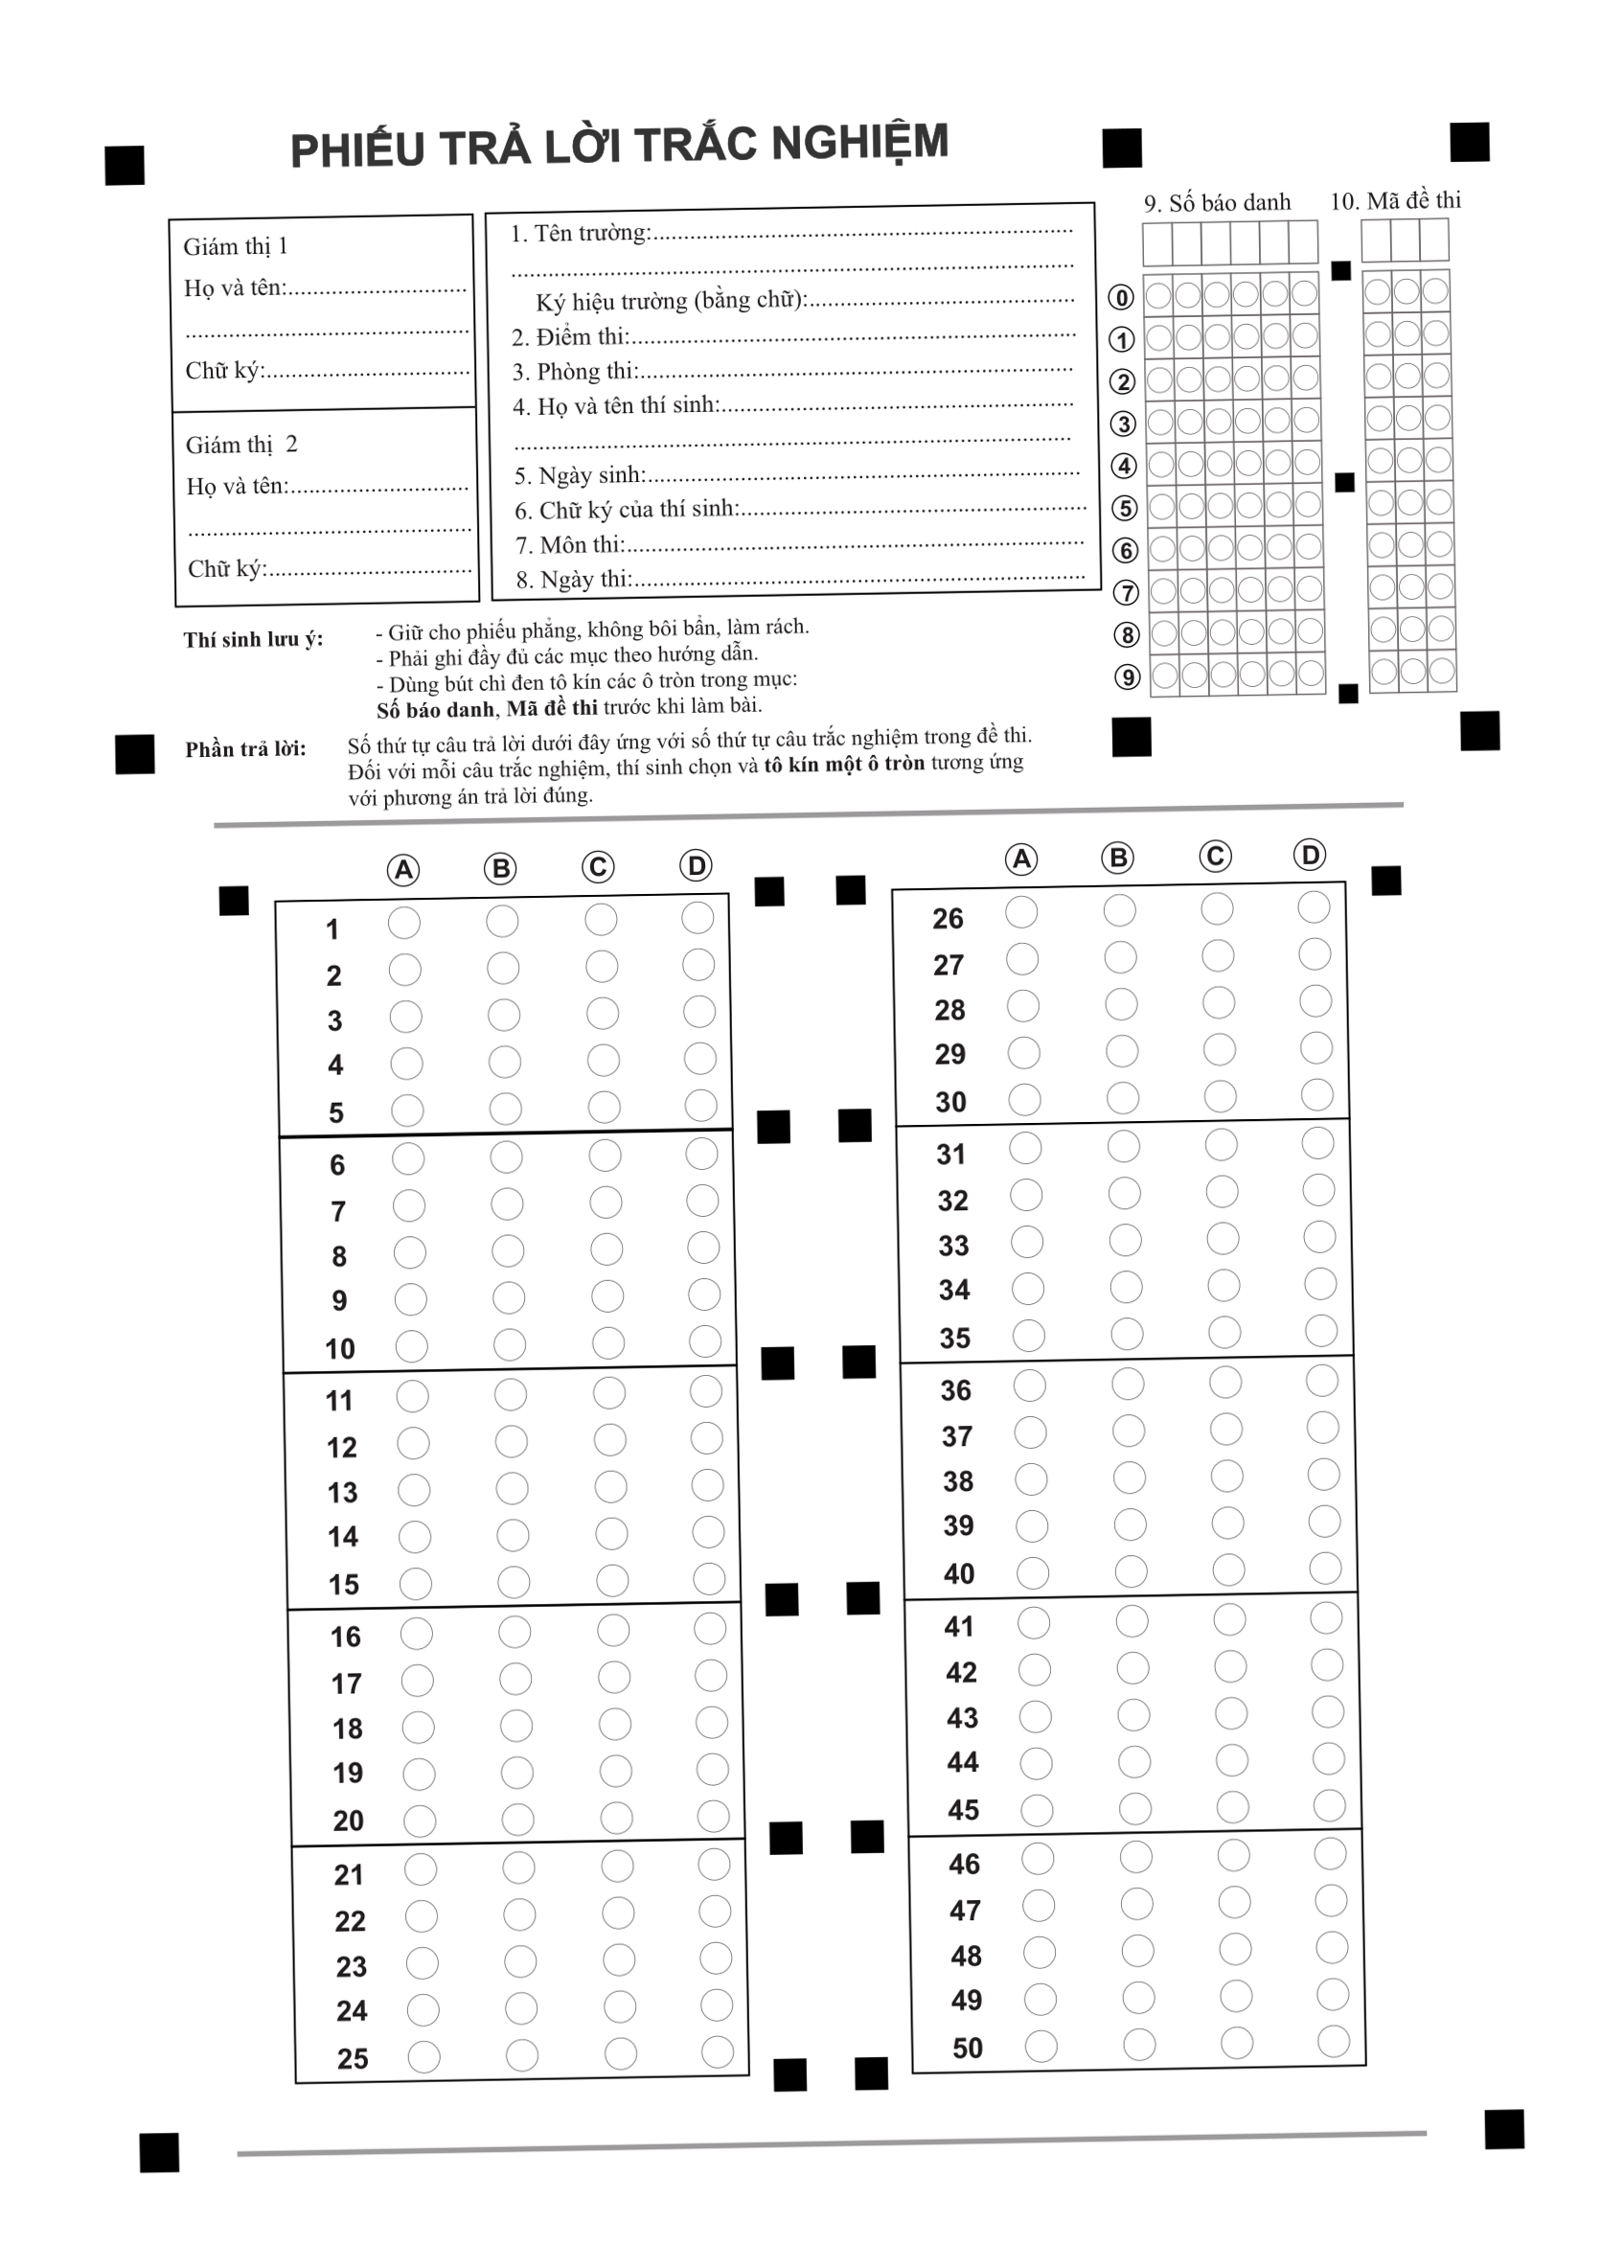 PHIẾU TRẢ LỜI TRẮC NGHIỆM
Giám thị 1
Họ và tên:.............................
..............................................
Chữ ký:.................................
Giám thị  2
Họ và tên:.............................
..............................................
Chữ ký:.................................
1. Tên trường:.....................................................................
............................................................................................
Ký hiệu trường (bằng chữ):...........................................
2. Điểm thi:.........................................................................
3. Phòng thi:.......................................................................
4. Họ và tên thí sinh:.........................................................
...........................................................................................
5. Ngày sinh:.......................................................................
6. Chữ ký của thí sinh:........................................................
7. Môn thi:...........................................................................
8. Ngày thi:..........................................................................
9. Số báo danh
10. Mã đề thi
0
1
2
3
4
5
6
7
8
9
Thí sinh lưu ý:
- Giữ cho phiếu phẳng, không bôi bẩn, làm rách.
- Phải ghi đầy đủ các mục theo hướng dẫn.
- Dùng bút chì đen tô kín các ô tròn trong mục:
Số báo danh, Mã đề thi trước khi làm bài.
Phần trả lời:
Số thứ tự câu trả lời dưới đây ứng với số thứ tự câu trắc nghiệm trong đề thi.
Đối với mỗi câu trắc nghiệm, thí sinh chọn và tô kín một ô tròn tương ứng
với phương án trả lời đúng.
A B C D
1
2
3
4
5
6
7
8
9
10
11
12
13
14
15
16
17
18
19
20
21
22
23
24
25
A B C D
26
27
28
29
30
31
32
33
34
35
36
37
38
39
40
41
42
43
44
45
46
47
48
49
50